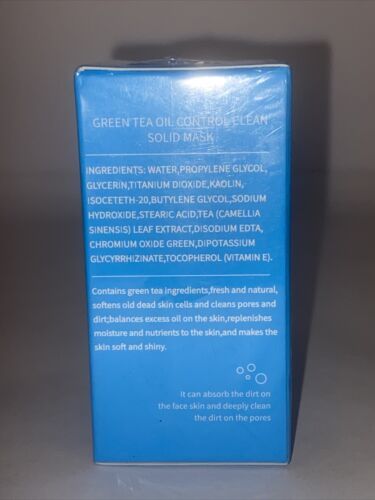 GREEN TEA OIL CONTROL CLEAN
SOLID MASK
INGREDIENTS: WATER,PROPYLENE GLYCOL,
GLYCERIN,TITANIUM DIOXIDE,KAOLIN,
ISOCETETH-20,BUTYLENE GLYCOL,SODIUM
HYDROXIDE,STEARIC ACID,TEA (CAMELLIA
SINENSIS) LEAF EXTRACT,DISODIUM EDTA,
CHROMIUM OXIDE GREEN,DIPOTASSIUM
GLYCYRRHIZINATE,TOCOPHEROL (VITAMIN E).
Contains green tea ingredients,fresh and natural,
softens old dead skin cells and cleans pores and
dirt;balances excess oil on the skin,replenishes
moisture and nutrients to the skin,and makes the
skin soft and shiny.
It can absorb the dirt on
the face skin and deeply clean
the dirt on the pores